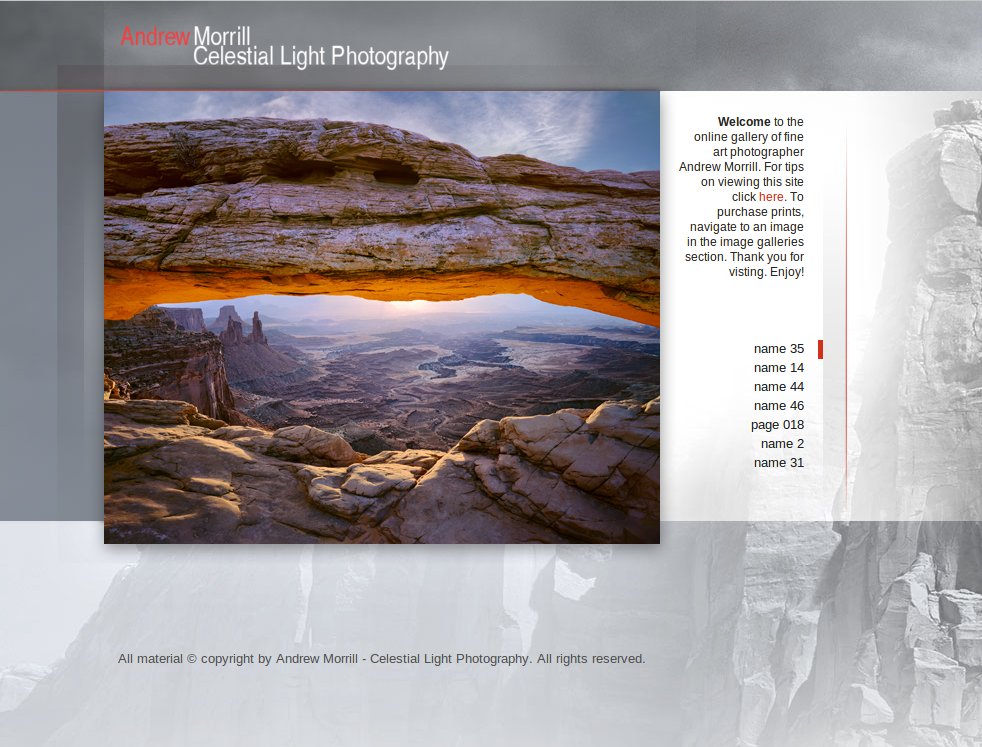 Andrew Morrill
Celestial Light Photography
Welcome to the
online gallery of fine
art photographer
Andrew Morrill. For tips
on viewing this site
click here. To
purchase prints,
navigate to an image
in the image galleries
section. Thank you for
visting. Enjoy!
name 35
name 14
name 44
name 46
page 018
name 2
name 31
All material © copyright by Andrew Morrill - Celestial Light Photography. All rights reserved.